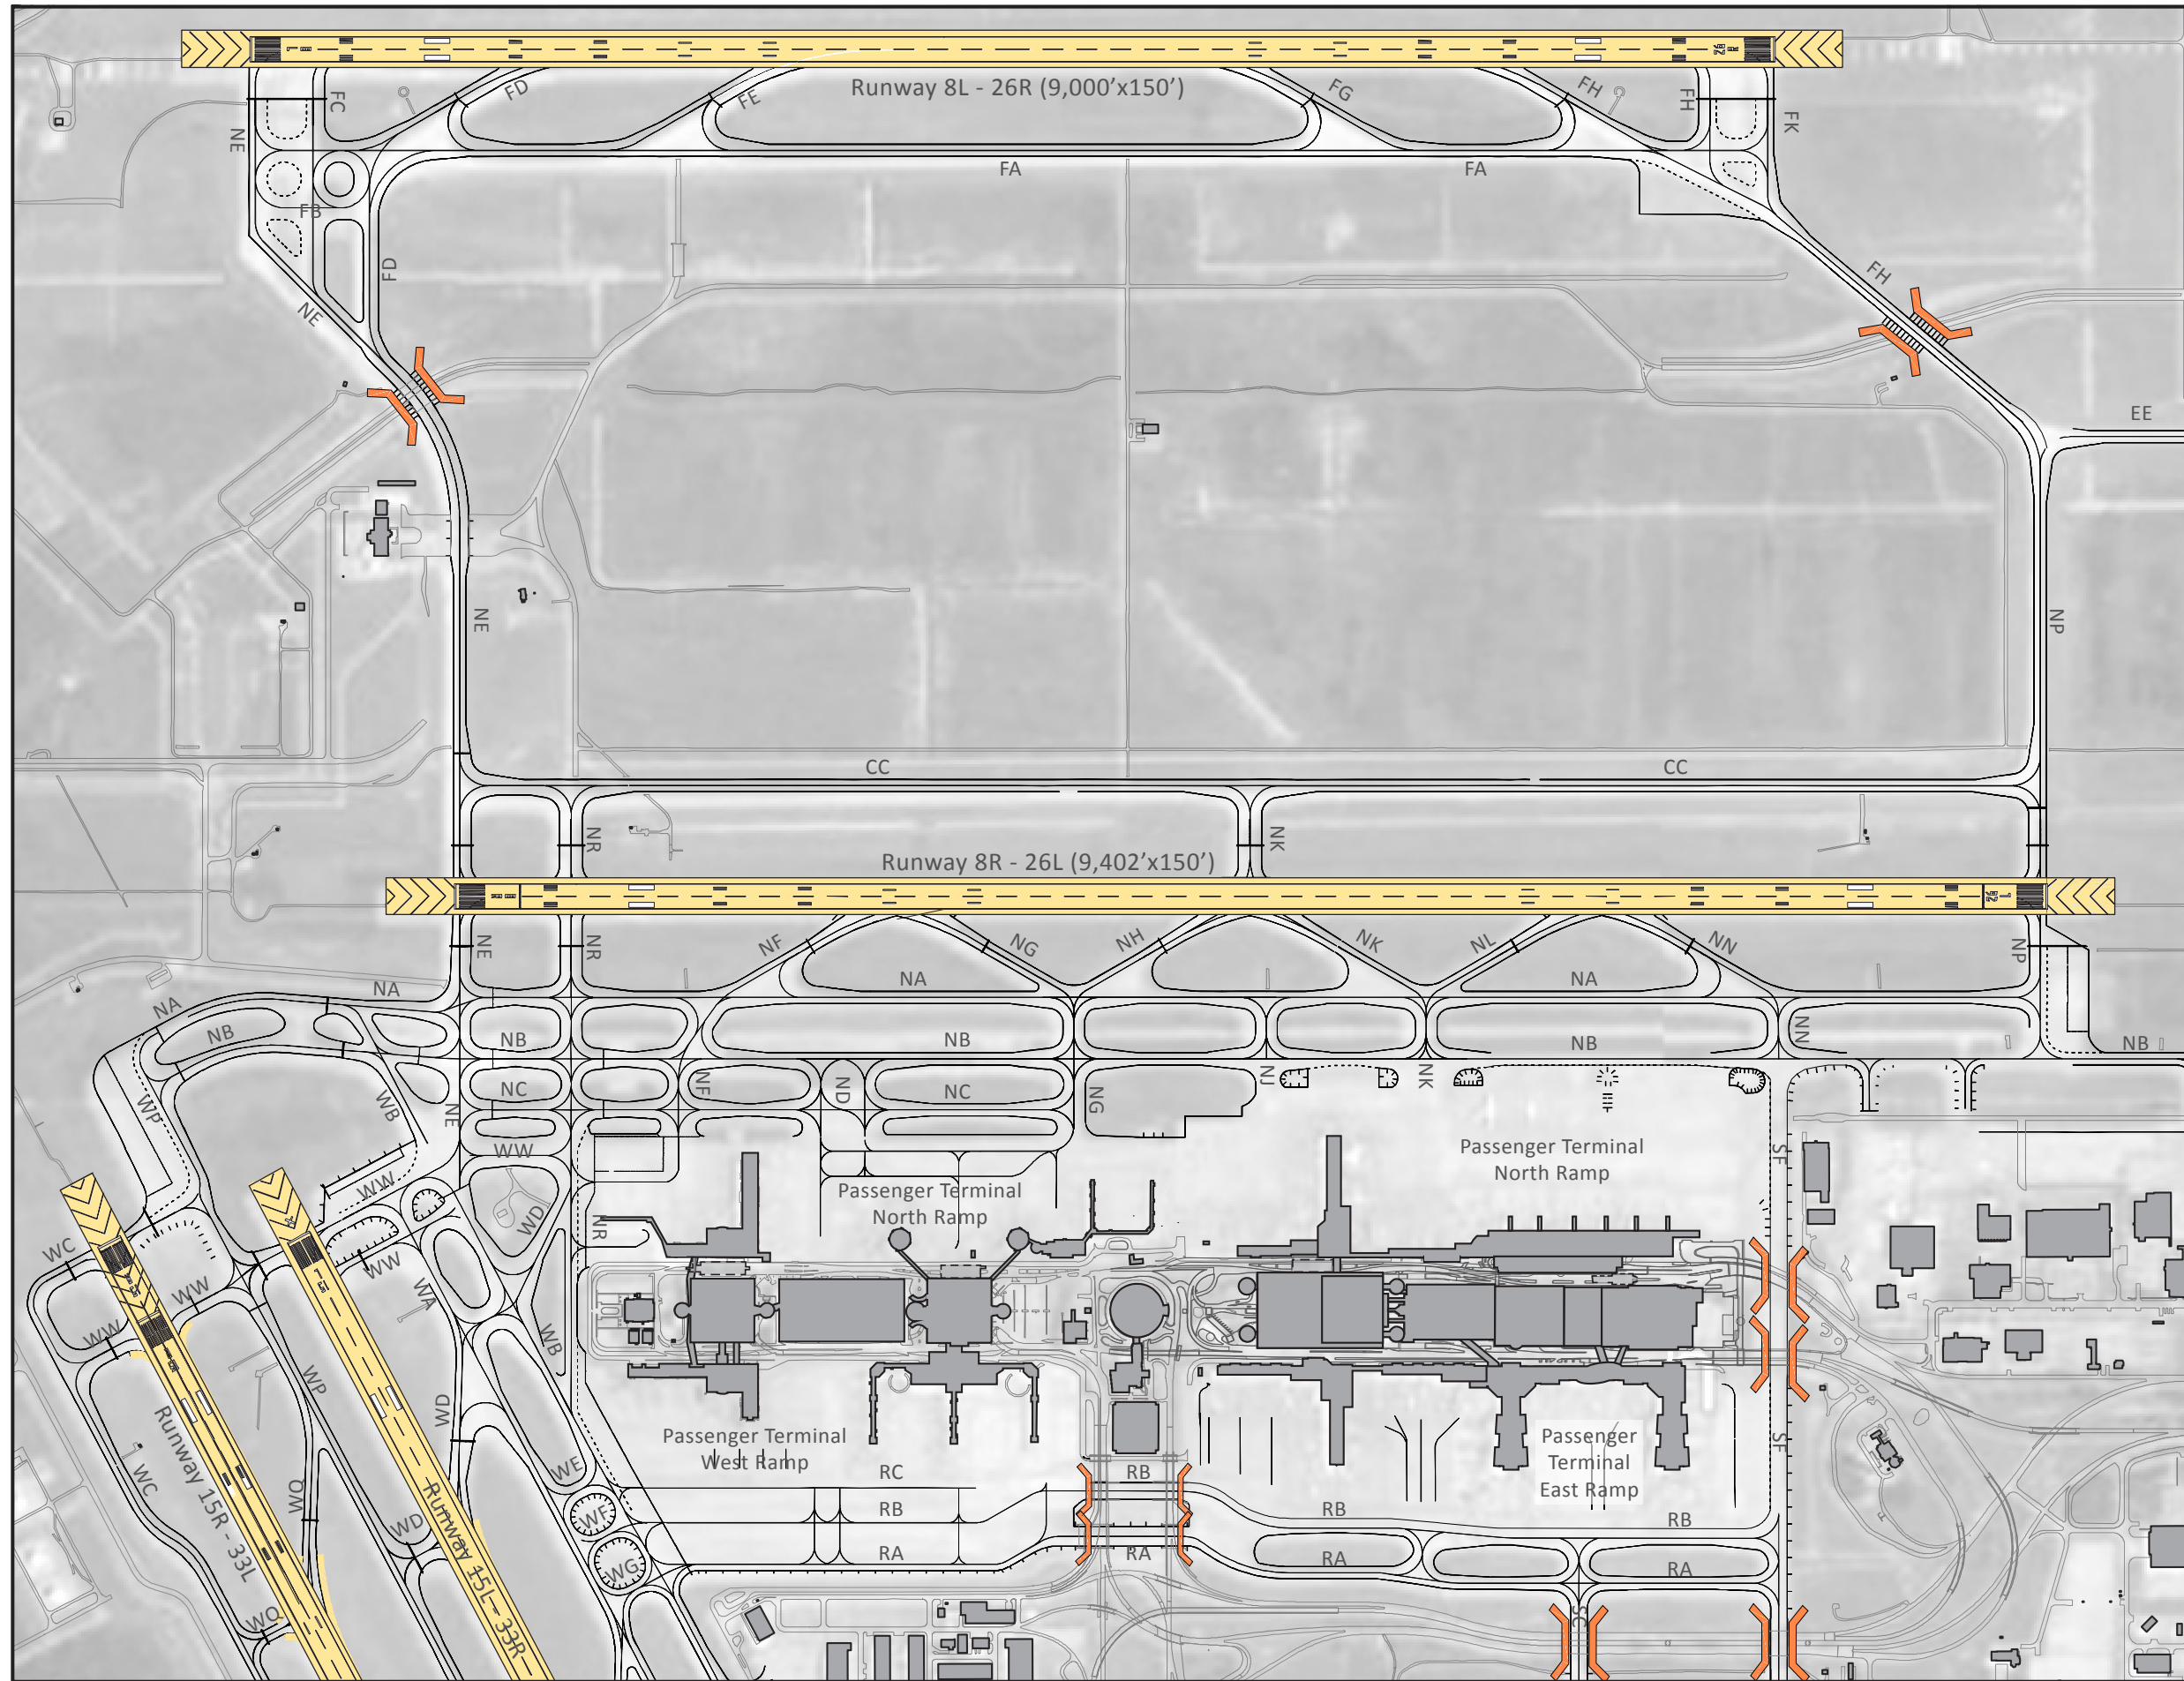 FC
FD
FE
Runway 8L - 26R (9,000’x150’)
FG
FH
FH
FK
NE
FA
FA
FB
FD
FH
NE
EE
NE
NP
CC
CC
NR
NK
Runway 8R - 26L (9,402’x150’)
NE
NR
NF
NG
NH
NK
NL
NN
NP
NA
NA
NA
NA
NB
NB
NB
NB
NN
NB
NC
NF
ND
NC
NG
NJ
NK
WP
WB
NE
WW
WW
WD
NR
Passenger Terminal
North Ramp
Passenger Terminal
North Ramp
SF
WC
WW
WW
WA
WW
WP
WB
WD
Runway 15R - 33L
WC
WQ
WD
Runway 15L - 33R
WE
WF
WG
WQ
Passenger Terminal
West Ramp
RC
RB
RB
RA
RA
RB
RA
Passenger
Terminal
East Ramp
SF
RB
RA
SC